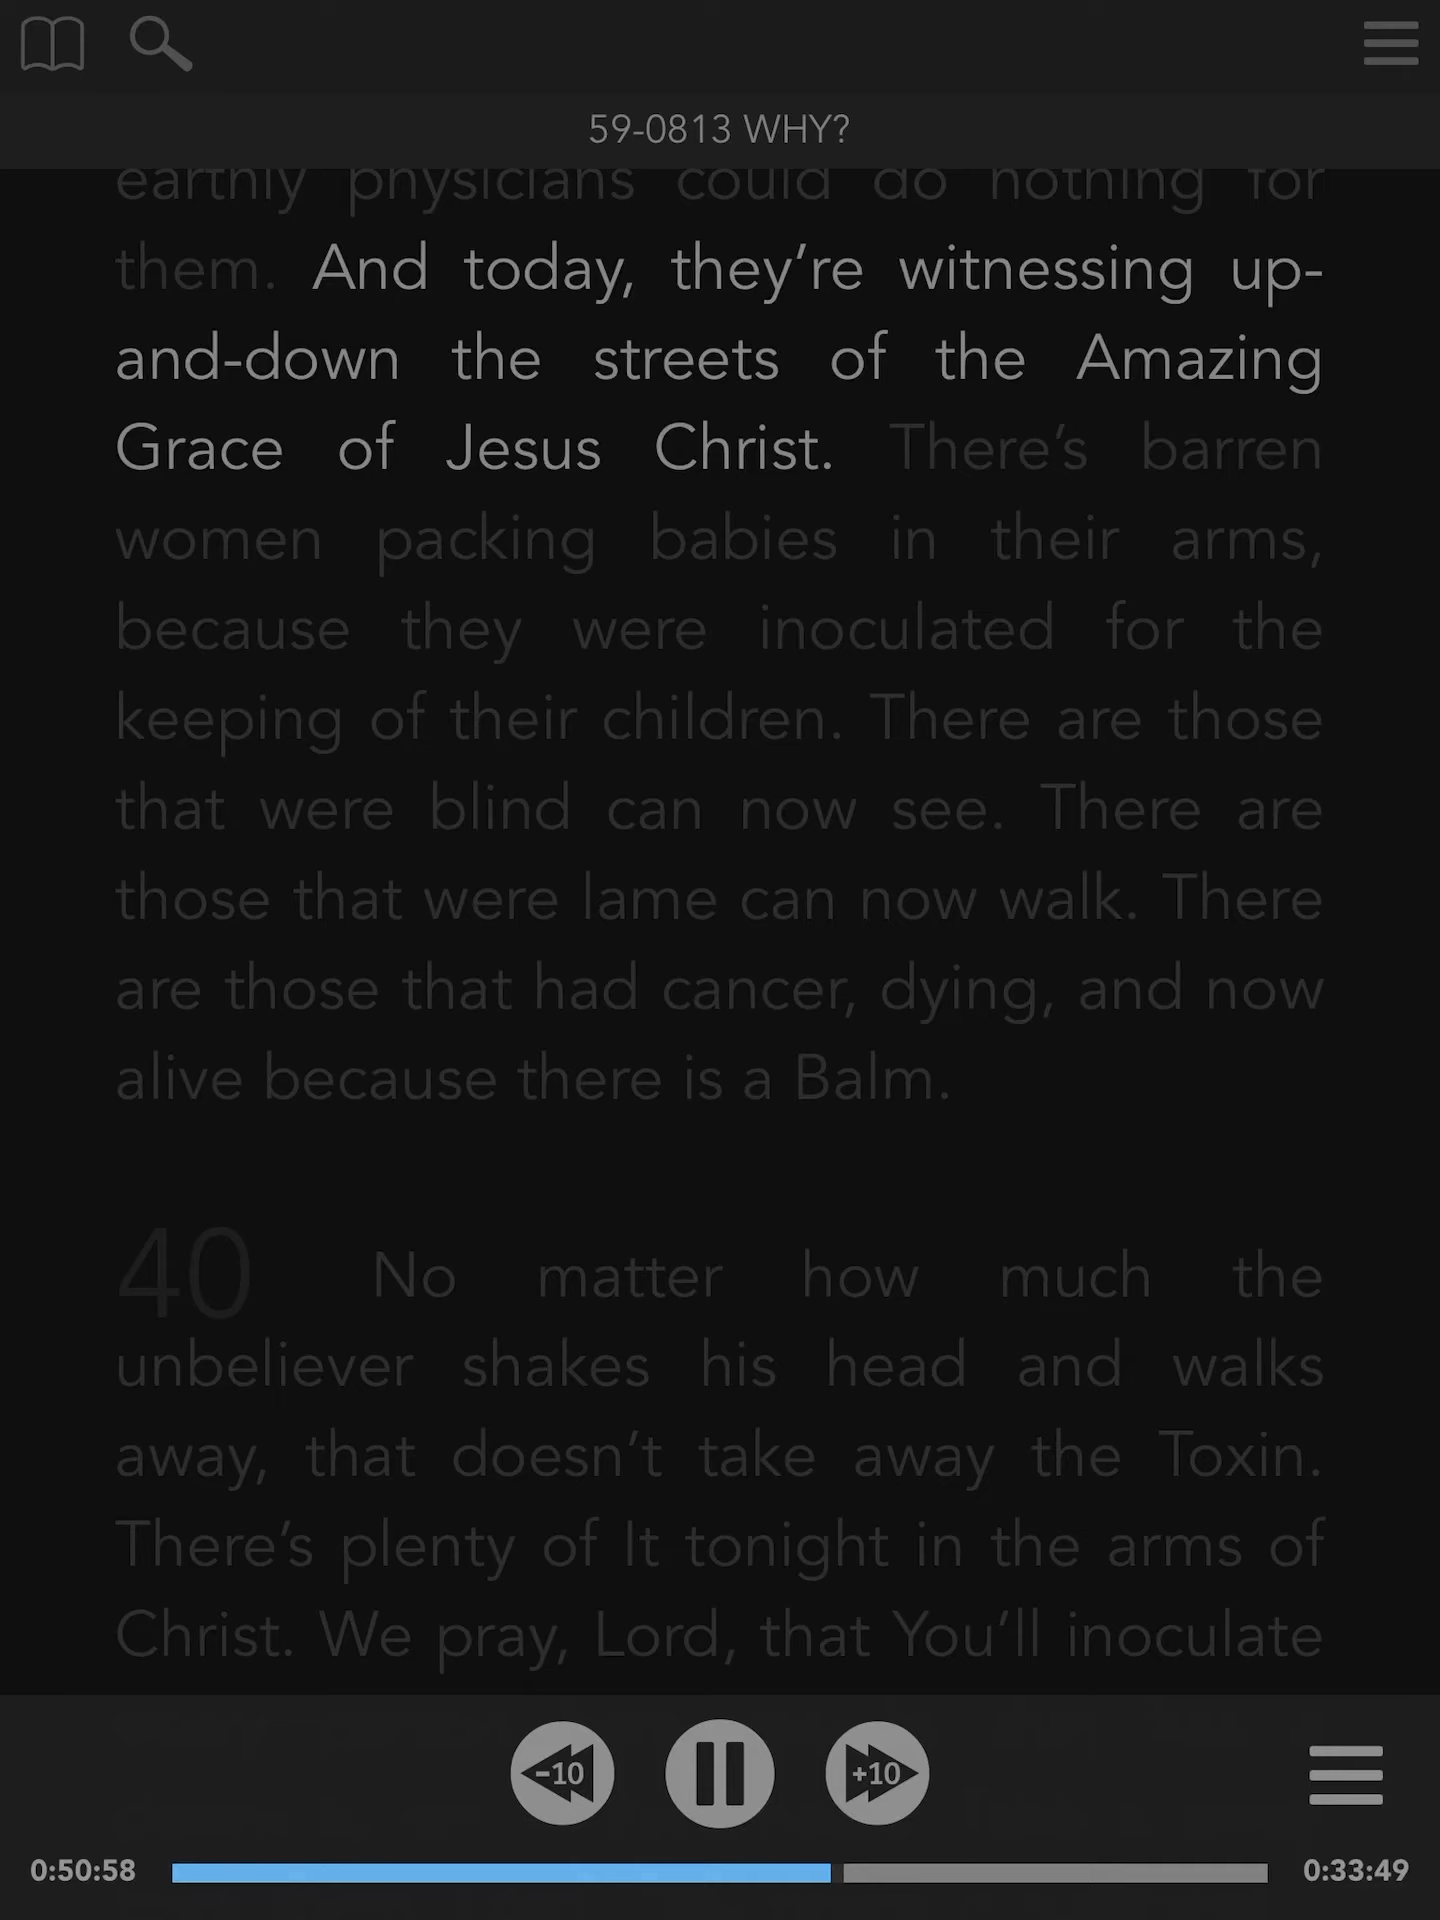 59-0813 WHY?
earthly physicians could do nothing for
them. And today, they’re witnessing up-
and-down the streets of the Amazing
Grace of Jesus Christ. There’s barren
women packing babies in their arms,
because they were inoculated for the
keeping of their children. There are those
that were blind can now see. There are
those that were lame can now walk. There
are those that had cancer, dying, and now
alive because there is a Balm.
40 No matter how much the
unbeliever shakes his head and walks
away, that doesn’t take away the Toxin.
There’s plenty of It tonight in the arms of
Christ. We pray, Lord, that You’ll inoculate
-10 +10
0:50:58 0:33:49